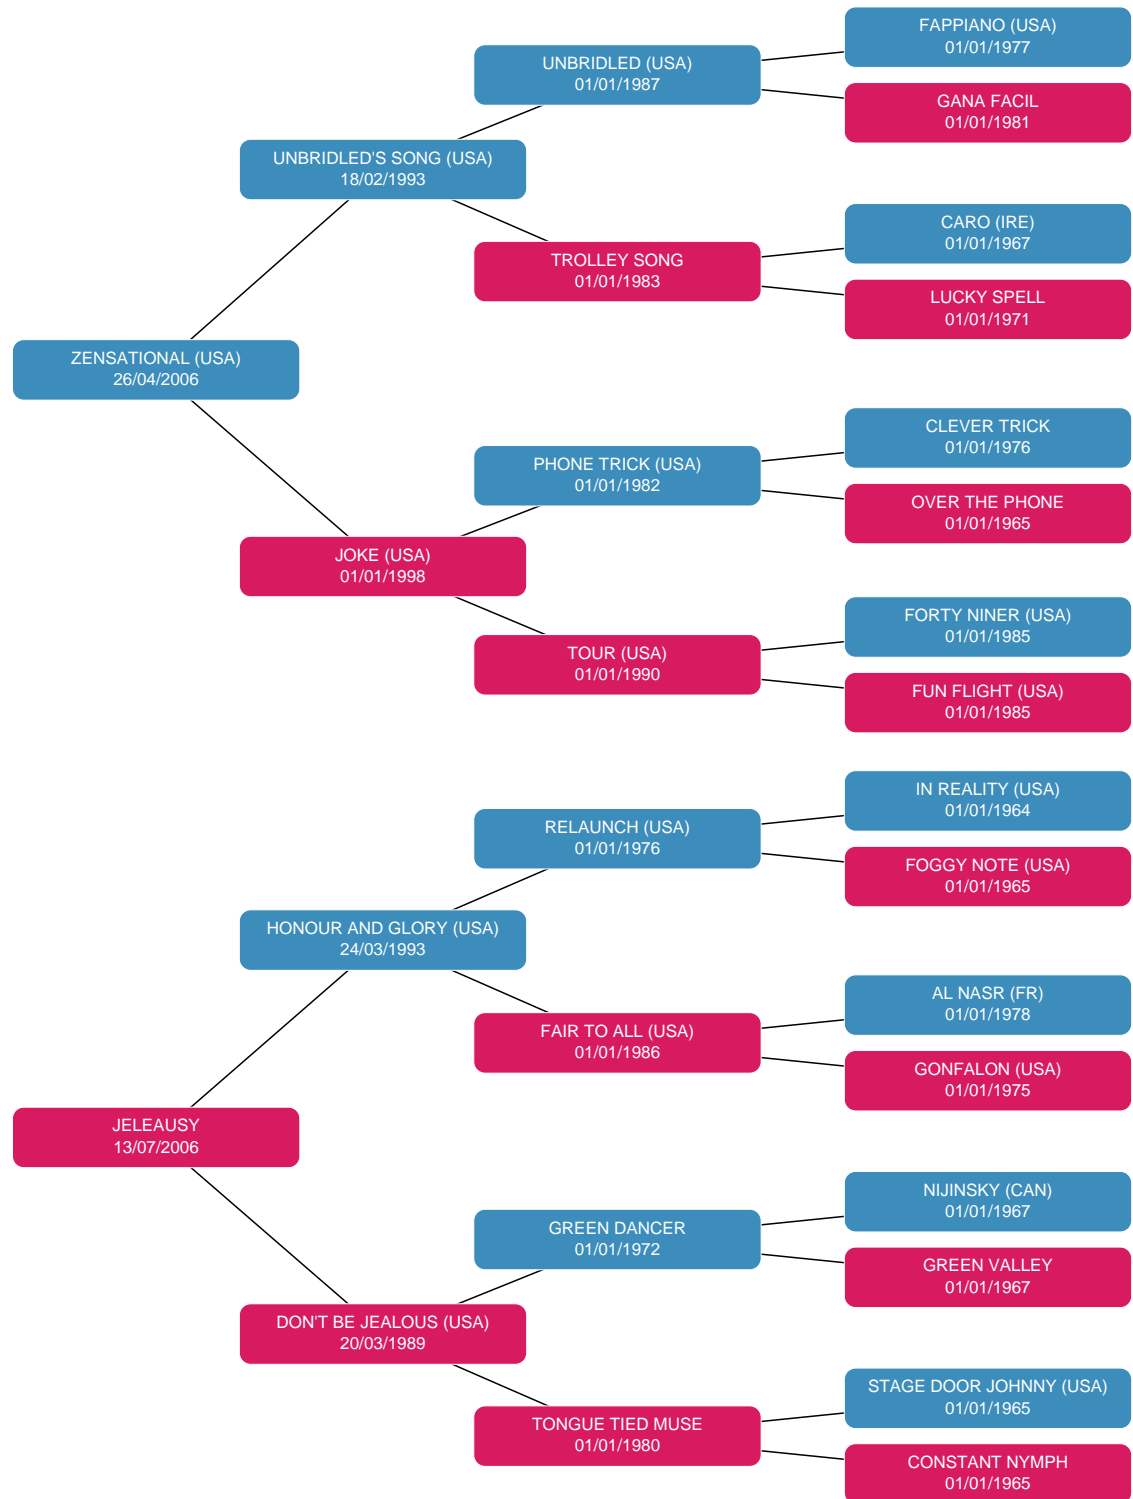 FAPPIANO (USA)
01/01/1977
UNBRIDLED (USA)
01/01/1987
GANA FACIL
01/01/1981
UNBRIDLED'S SONG (USA)
18/02/1993
CARO (IRE)
01/01/1967
TROLLEY SONG
01/01/1983
LUCKY SPELL
01/01/1971
ZENSATIONAL (USA)
26/04/2006
CLEVER TRICK
01/01/1976
PHONE TRICK (USA)
01/01/1982
OVER THE PHONE
01/01/1965
JOKE (USA)
01/01/1998
FORTY NINER (USA)
01/01/1985
TOUR (USA)
01/01/1990
FUN FLIGHT (USA)
01/01/1985
IN REALITY (USA)
01/01/1964
RELAUNCH (USA)
01/01/1976
FOGGY NOTE (USA)
01/01/1965
HONOUR AND GLORY (USA)
24/03/1993
AL NASR (FR)
01/01/1978
FAIR TO ALL (USA)
01/01/1986
GONFALON (USA)
01/01/1975
JELEAUSY
13/07/2006
NIJINSKY (CAN)
01/01/1967
GREEN DANCER
01/01/1972
GREEN VALLEY
01/01/1967
DON'T BE JEALOUS (USA)
20/03/1989
STAGE DOOR JOHNNY (USA)
01/01/1965
TONGUE TIED MUSE
01/01/1980
CONSTANT NYMPH
01/01/1965